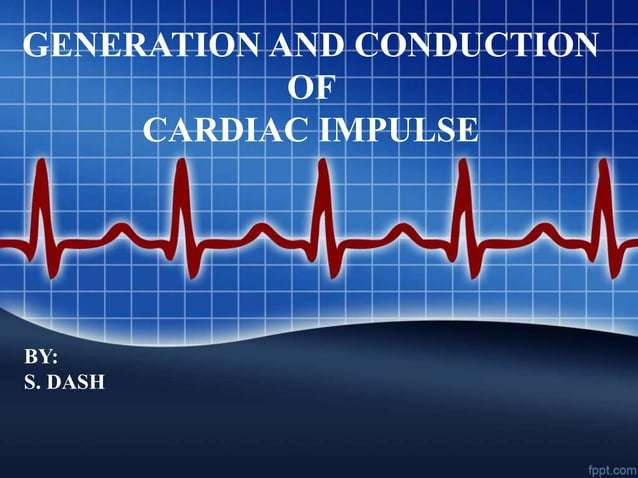 GENERATION AND CONDUCTION
OF
CARDIAC IMPULSE
BY:
S. DASH
fppt.com